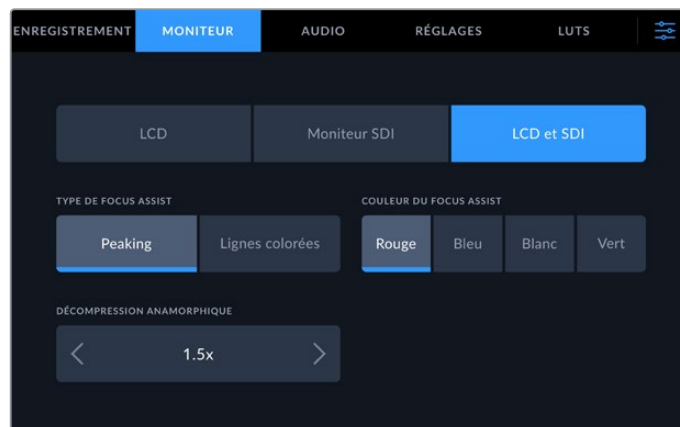 ENREGISTREMENT MONITEUR AUDIO RÉGLAGES LUTS
LCD Moniteur SDI LCD et SDI
TYPE DE FOCUS ASSIST COULEUR DU FOCUS ASSIST
Peaking Lignes colorées Rouge Bleu Blanc Vert
DÉCOMPRESSION ANAMORPHIQUE
1.5x